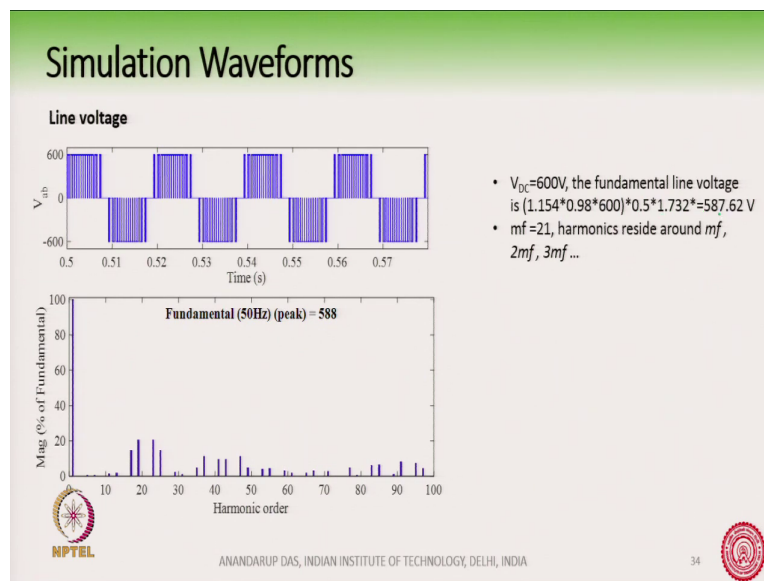 Simulation Waveforms
Line voltage
600
0
-600
V_ab
0.5 0.51 0.52 0.53 0.54 0.55 0.56 0.57
Time (s)
• V_DC=600V, the fundamental line voltage
is (1.154*0.98*600)*0.5*1.732*=587.62 V
• mf =21, harmonics reside around mf ,
2mf , 3mf ...
Fundamental (50Hz) (peak) = 588
100
80
60
40
20
0
Mag (% of Fundamental)
0 10 20 30 40 50 60 70 80 90 100
Harmonic order
NPTEL
ANANDARUP DAS, INDIAN INSTITUTE OF TECHNOLOGY, DELHI, INDIA
34